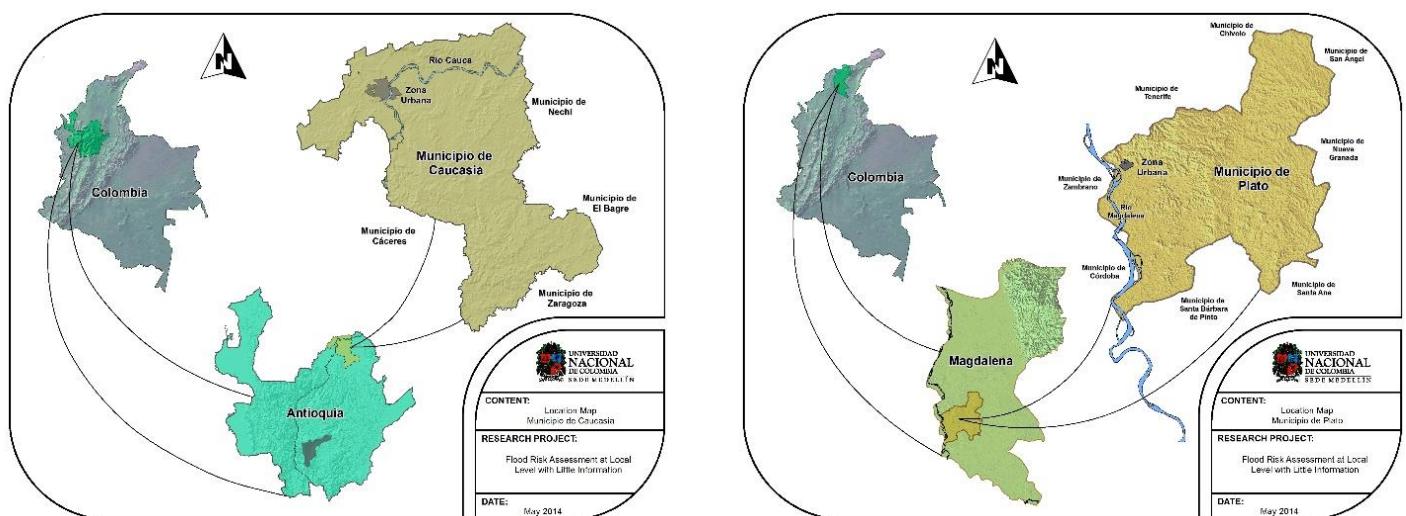 N
Río Cauca
Zona
Urbana
Municipio de
Nechí
Municipio de
Caucasia
Colombia
Municipio de
El Bagre
Municipio de
Cáceres
Municipio de
Zaragoza
Antioquia
UNIVERSIDAD
NACIONAL
DE COLOMBIA
SEDE MEDELLÍN
CONTENT:
Location Map
Municipio de Caucasia
RESEARCH PROJECT:
Flood Risk Assessment at Local
Level with Little Information
DATE:
May 2014
N
Municipio de
Chivolo
Municipio de
San Angel
Municipio de
Tenerife
Municipio de
Nueva
Granada
Zona
Urbana
Municipio de
Plato
Municipio de
Zambrano
Río
Magdalena
Colombia
Municipio de
Córdoba
Municipio de
Santa Ana
Municipio de
Santa Bárbara
de Pinto
Magdalena
UNIVERSIDAD
NACIONAL
DE COLOMBIA
SEDE MEDELLÍN
CONTENT:
Location Map
Municipio de Plato
RESEARCH PROJECT:
Flood Risk Assessment at Local
Level with Little Information
DATE:
May 2014